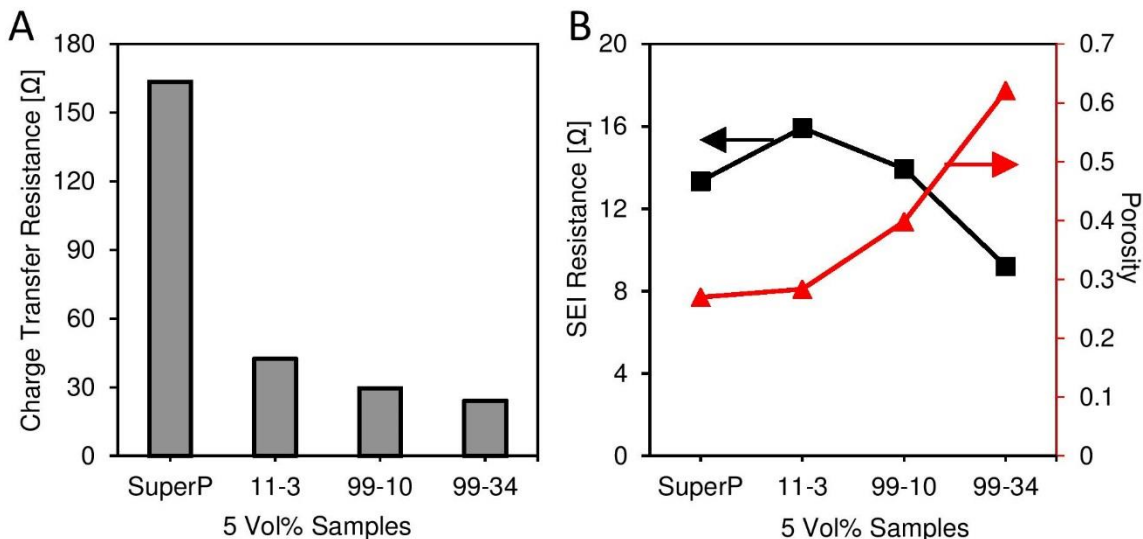 A
180
150
120
90
60
30
0
Charge Transfer Resistance [Ω]
SuperP 11-3 99-10 99-34
5 Vol% Samples
B
20
16
12
8
4
0
SEI Resistance [Ω]
0.7
0.6
0.5
0.4
0.3
0.2
0.1
0
Porosity
SuperP 11-3 99-10 99-34
5 Vol% Samples